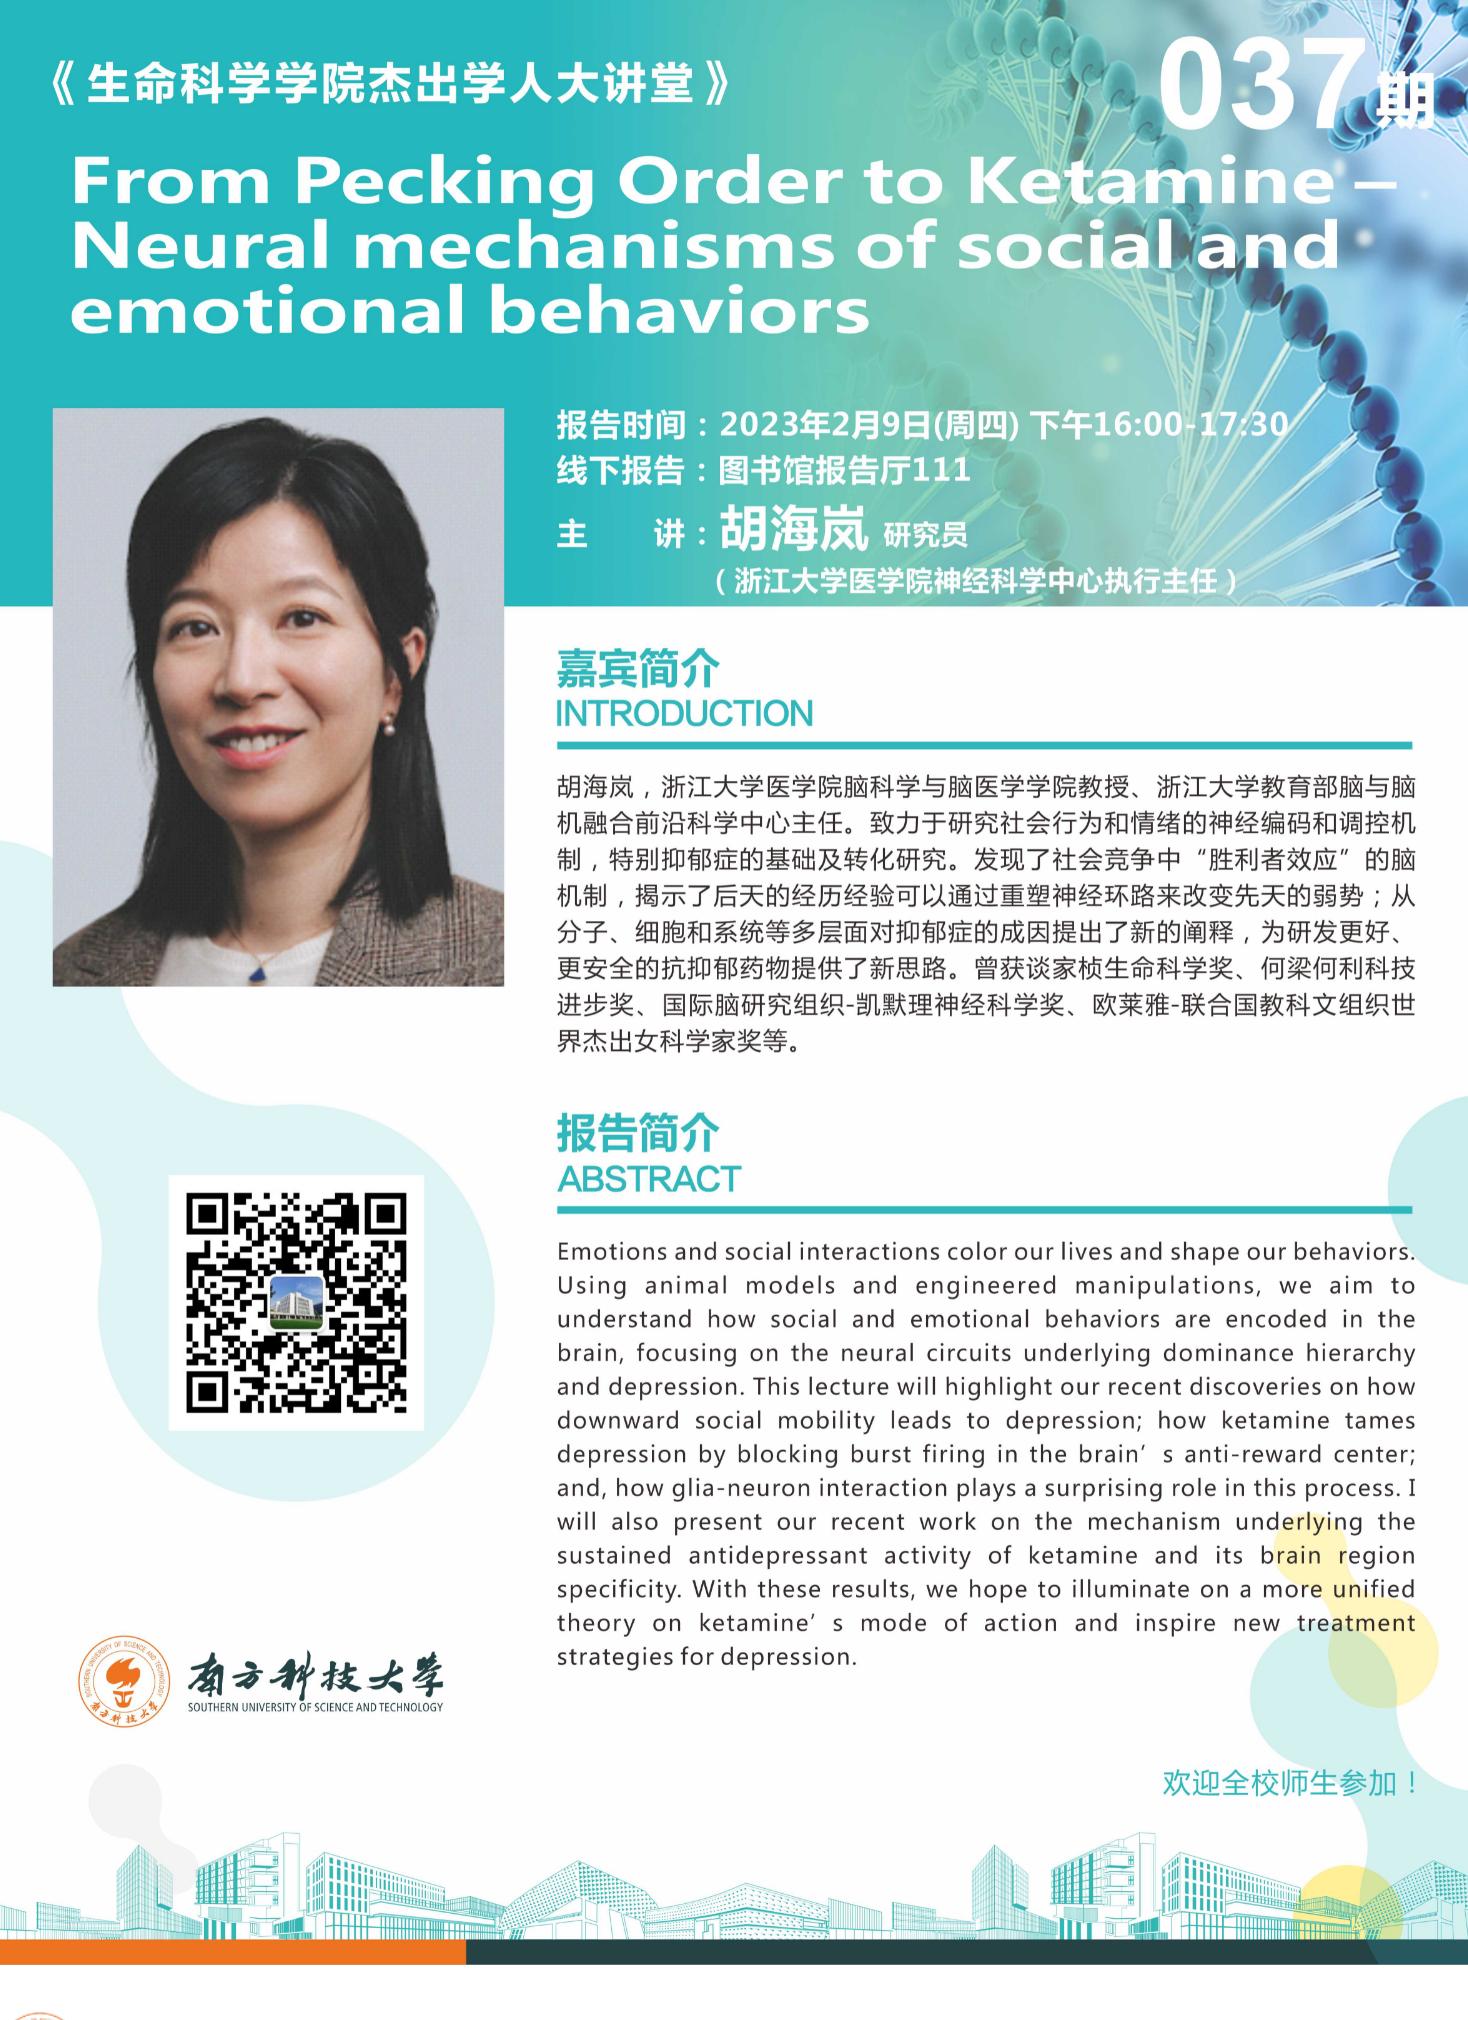 《生命科学学院杰出学人大讲堂》
037期
From Pecking Order to Ketamine –
Neural mechanisms of social and
emotional behaviors
报告时间：2023年2月9日(周四) 下午16:00-17:30
线下报告：图书馆报告厅111
主 讲：胡海岚 研究员
（浙江大学医学院神经科学中心执行主任）
嘉宾简介
INTRODUCTION
胡海岚，浙江大学医学院脑科学与脑医学学院教授、浙江大学教育部脑与脑
机融合前沿科学中心主任。致力于研究社会行为和情绪的神经编码和调控机
制，特别抑郁症的基础及转化研究。发现了社会竞争中“胜利者效应”的脑
机制，揭示了后天的经历经验可以通过重塑神经环路来改变先天的弱势；从
分子、细胞和系统等多层面对抑郁症的成因提出了新的阐释，为研发更好、
更安全的抗抑郁药物提供了新思路。曾获谈家桢生命科学奖、何梁何利科技
进步奖、国际脑研究组织-凯默理神经科学奖、欧莱雅-联合国教科文组织世
界杰出女科学家奖等。
报告简介
ABSTRACT
Emotions and social interactions color our lives and shape our behaviors.
Using animal models and engineered manipulations, we aim to
understand how social and emotional behaviors are encoded in the
brain, focusing on the neural circuits underlying dominance hierarchy
and depression. This lecture will highlight our recent discoveries on how
downward social mobility leads to depression; how ketamine tames
depression by blocking burst firing in the brain’ s anti-reward center;
and, how glia-neuron interaction plays a surprising role in this process. I
will also present our recent work on the mechanism underlying the
sustained antidepressant activity of ketamine and its brain region
specificity. With these results, we hope to illuminate on a more unified
theory on ketamine’ s mode of action and inspire new treatment
strategies for depression.
SOUTHERN UNIVERSITY OF SCIENCE AND TECHNOLOGY
南方科技大学
南方科技大学
SOUTHERN UNIVERSITY OF SCIENCE AND TECHNOLOGY
欢迎全校师生参加！